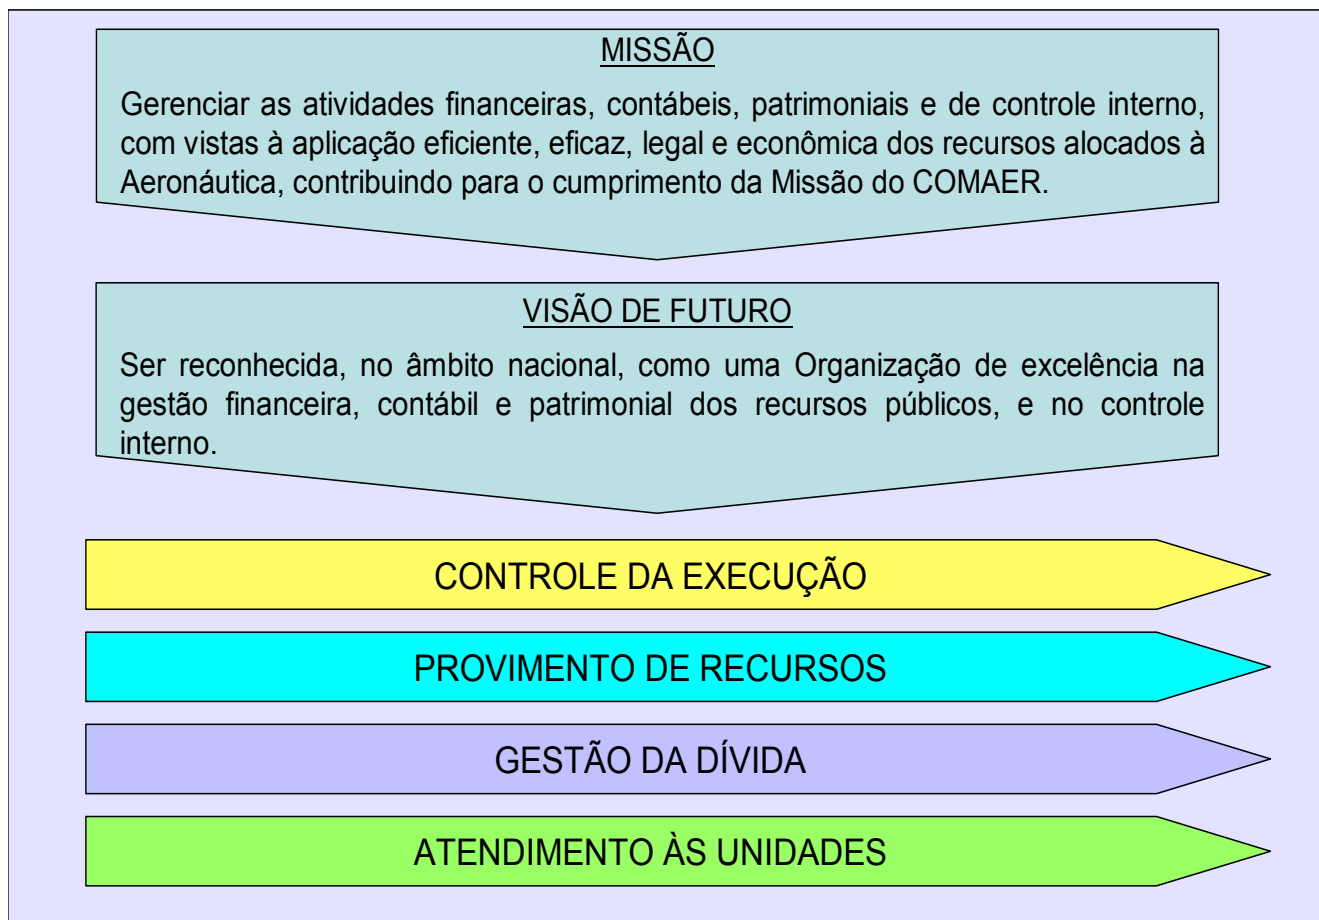 MISSÃO
Gerenciar as atividades financeiras, contábeis, patrimoniais e de controle interno,
com vistas à aplicação eficiente, eficaz, legal e econômica dos recursos alocados à
Aeronáutica, contribuindo para o cumprimento da Missão do COMAER.
VISÃO DE FUTURO
Ser reconhecida, no âmbito nacional, como uma Organização de excelência na
gestão financeira, contábil e patrimonial dos recursos públicos, e no controle
interno.
CONTROLE DA EXECUÇÃO
PROVIMENTO DE RECURSOS
GESTÃO DA DÍVIDA
ATENDIMENTO ÀS UNIDADES